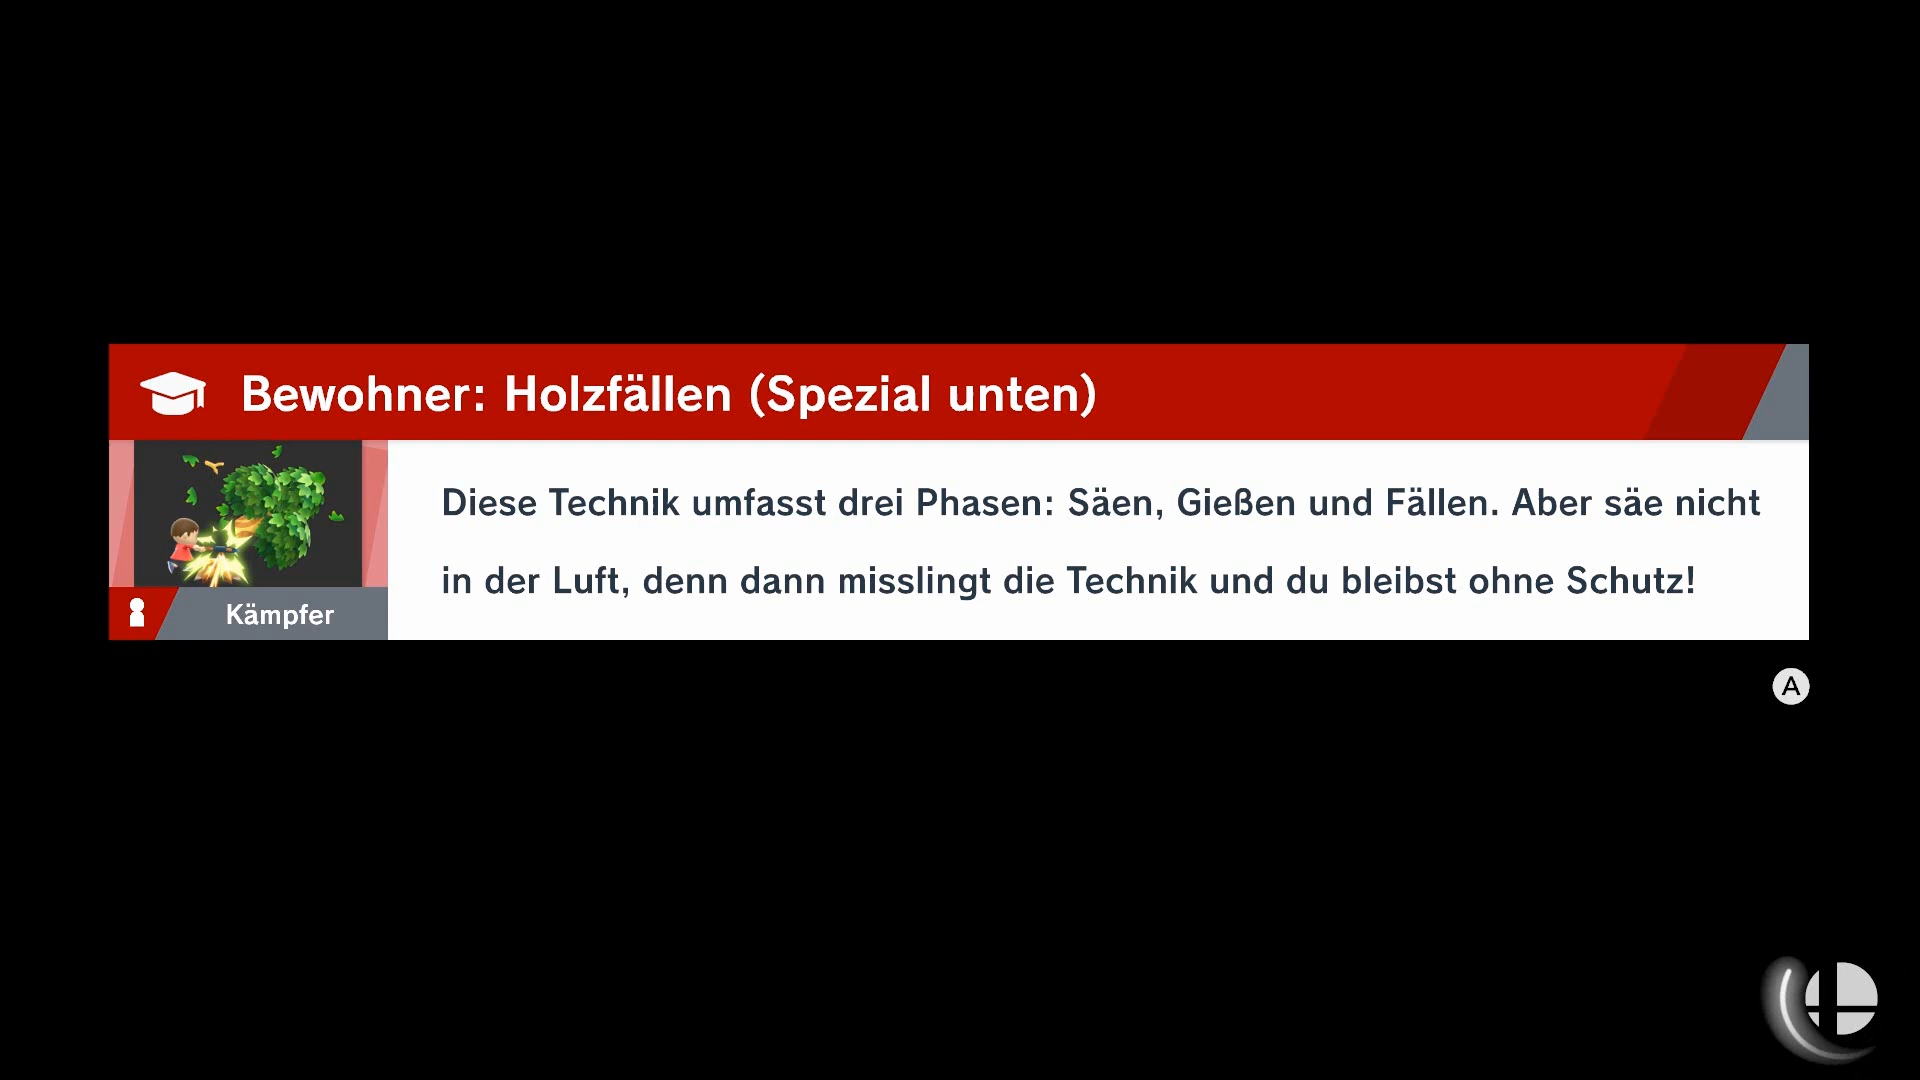 Bewohner: Holzfällen (Spezial unten)
Diese Technik umfasst drei Phasen: Säen, Gießen und Fällen. Aber säe nicht
in der Luft, denn dann misslingt die Technik und du bleibst ohne Schutz!
Kämpfer
A